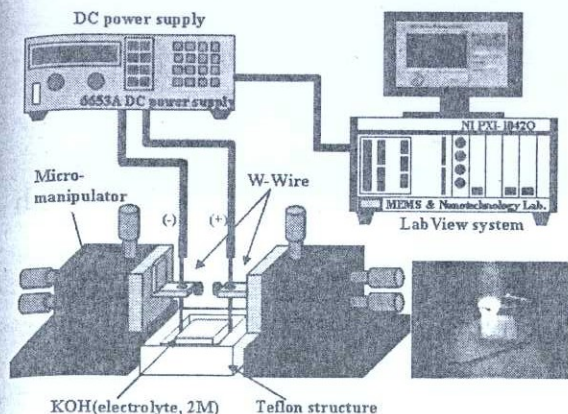 DC power supply
6653A DC power supply
NI PXI-1042Q
MEMS & Nanotechnology Lab.
Lab View system
Micro-
manipulator
W-Wire
(-)
(+)
KOH(electrolyte, 2M)
Teflon structure